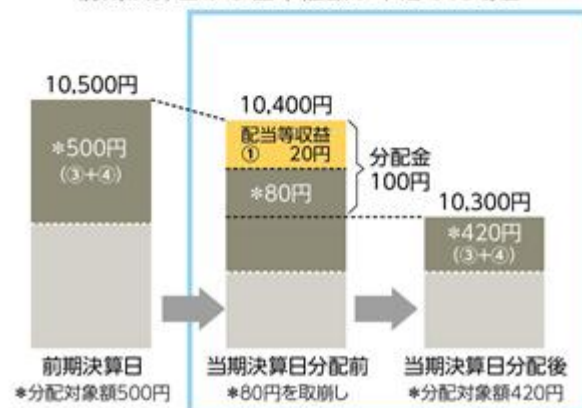 10,500円
10,400円
*500円
(③+④)
配当等収益
① 20円
分配金
100円
*80円
10,300円
*420円
(③+④)
前期決算日
当期決算日分配前
当期決算日分配後
*分配対象額500円
*80円を取崩し
*分配対象額420円